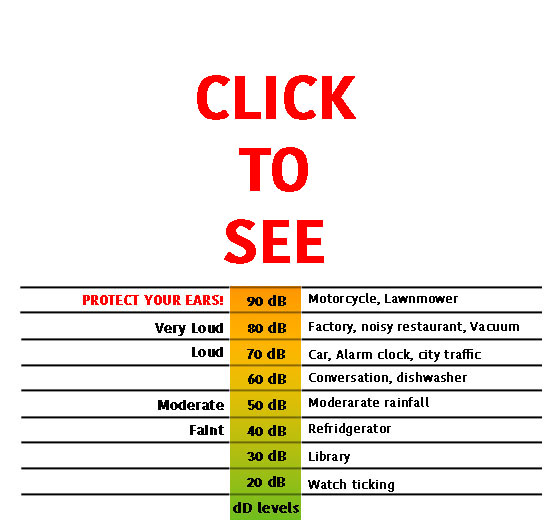 CLICK
TO
SEE
PROTECT YOUR EARS! 90 dB Motorcycle, Lawnmower
Very Loud 80 dB Factory, noisy restaurant, Vacuum
Loud 70 dB Car, Alarm clock, city traffic
60 dB Conversation, dishwasher
Moderate 50 dB Moderarate rainfall
Faint 40 dB Refridgerator
30 dB Library
20 dB Watch ticking
dD levels